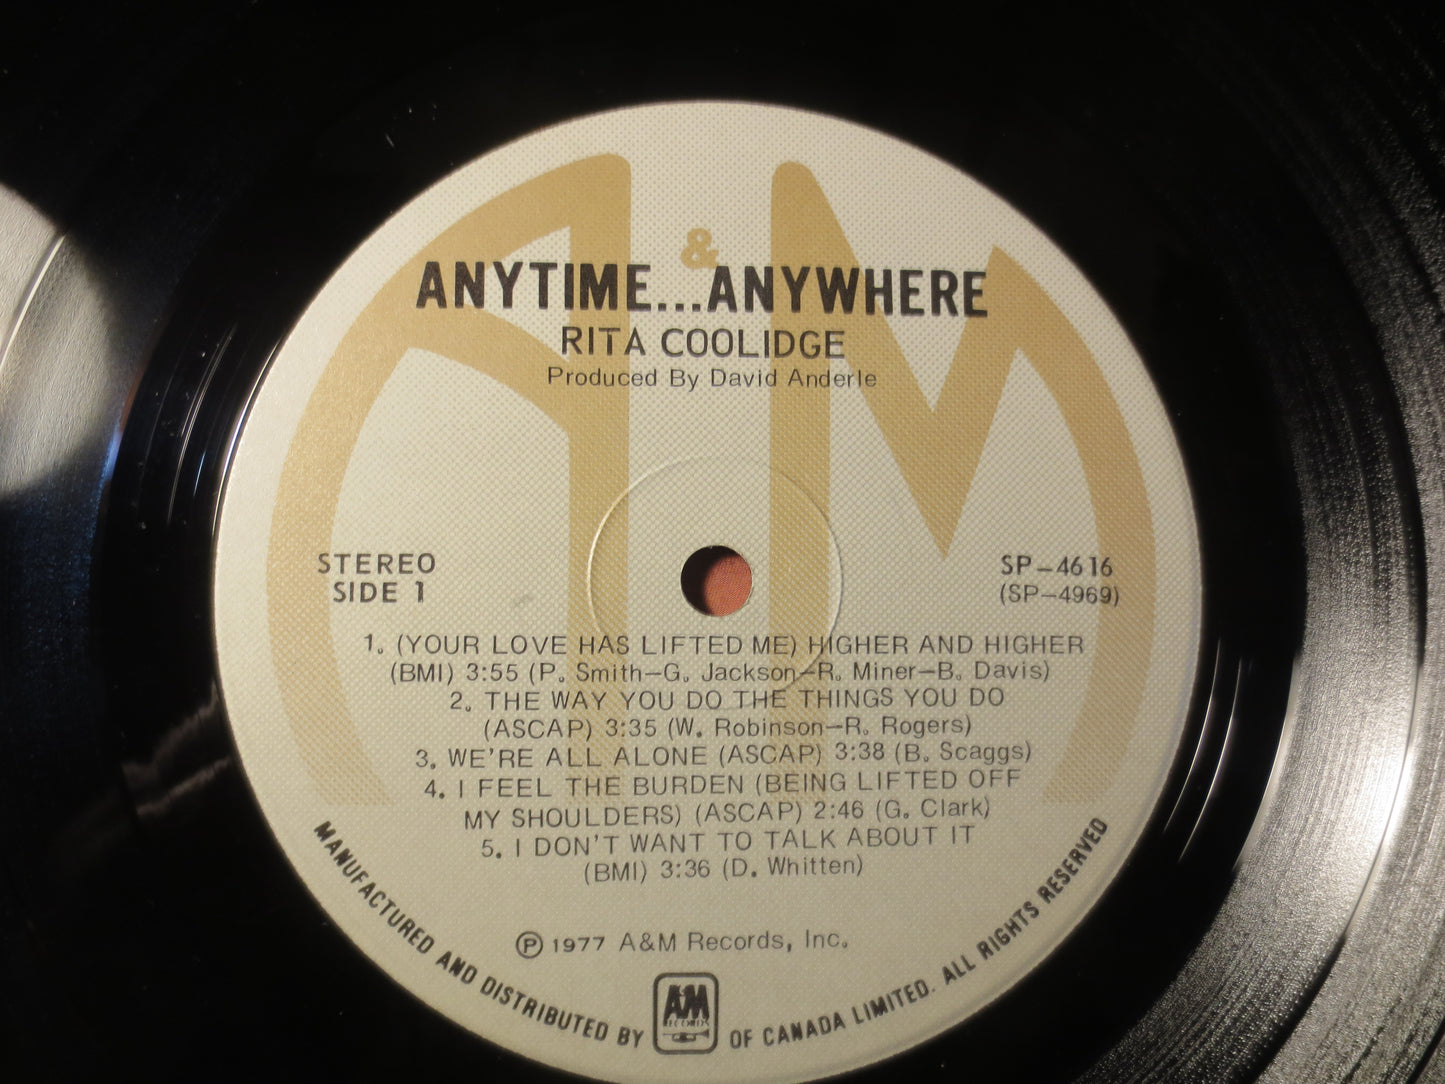 A & M
ANYTIME...ANYWHERE
RITA COOLIDGE
Produced By David Anderle
STEREO
SIDE 1
SP-4616
(SP-4969)
1. (YOUR LOVE HAS LIFTED ME) HIGHER AND HIGHER
(BMI) 3:55 (P. Smith-G. Jackson-R. Miner-B. Davis)
2. THE WAY YOU DO THE THINGS YOU DO
(ASCAP) 3:35 (W. Robinson-R. Rogers)
3. WE'RE ALL ALONE (ASCAP) 3:38 (B. Scaggs)
4. I FEEL THE BURDEN (BEING LIFTED OFF
MY SHOULDERS) (ASCAP) 2:46 (G. Clark)
5. I DON'T WANT TO TALK ABOUT IT
(BMI) 3:36 (D. Whitten)
℗ 1977 A&M Records, Inc.
MANUFACTURED AND DISTRIBUTED BY A&M RECORDS OF CANADA LIMITED. ALL RIGHTS RESERVED